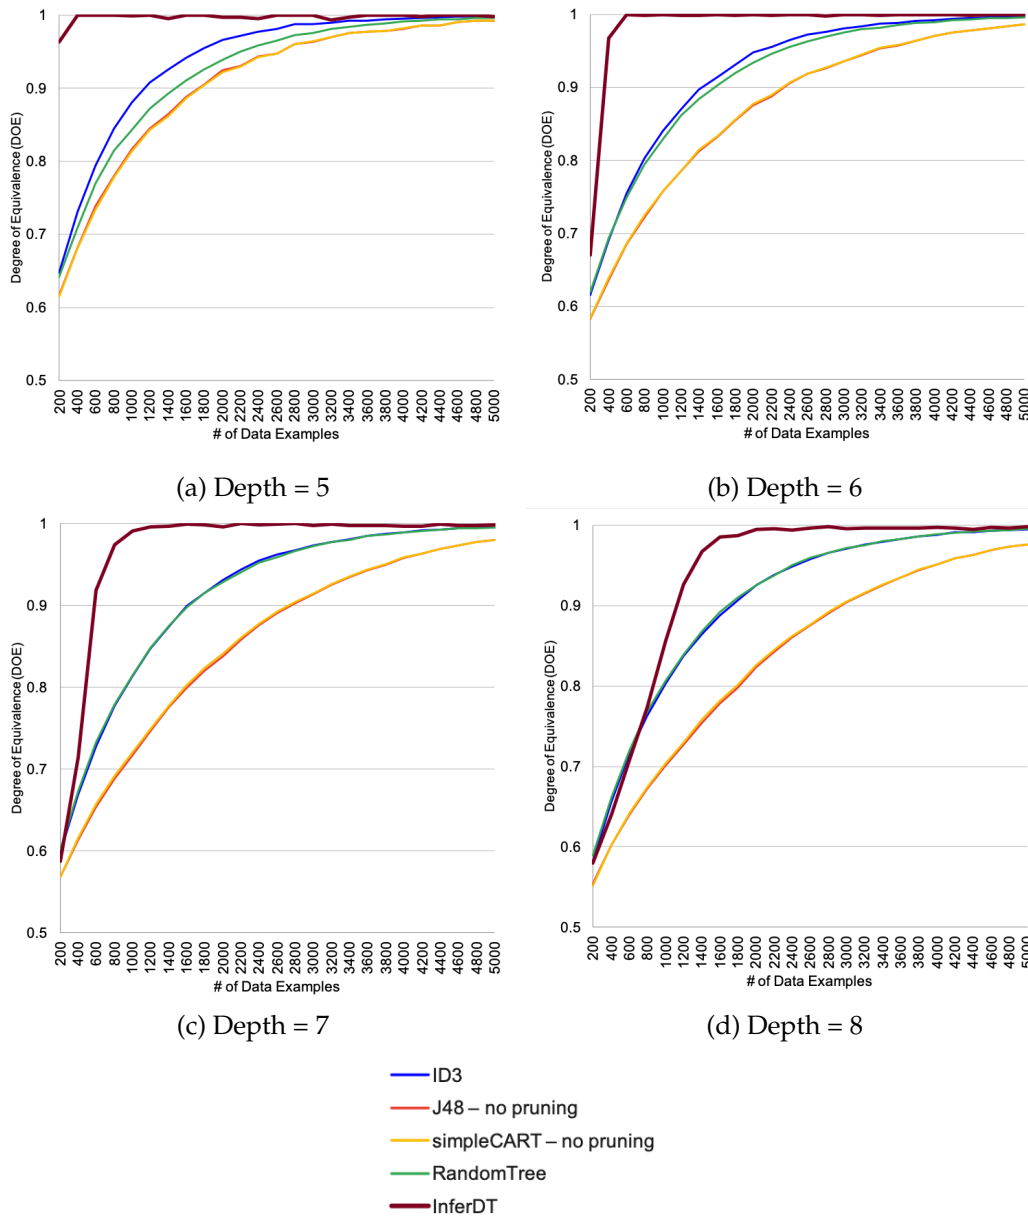 1
0.9
0.8
0.7
0.6
0.5
Degree of Equivalence (DOE)
200 400 600 800 1000 1200 1400 1600 1800 2000 2200 2400 2600 2800 3000 3200 3400 3600 3800 4000 4200 4400 4600 4800 5000
# of Data Examples
(a) Depth = 5
1
0.9
0.8
0.7
0.6
0.5
Degree of Equivalence (DOE)
200 400 600 800 1000 1200 1400 1600 1800 2000 2200 2400 2600 2800 3000 3200 3400 3600 3800 4000 4200 4400 4600 4800 5000
# of Data Examples
(b) Depth = 6
1
0.9
0.8
0.7
0.6
0.5
Degree of Equivalence (DOE)
200 400 600 800 1000 1200 1400 1600 1800 2000 2200 2400 2600 2800 3000 3200 3400 3600 3800 4000 4200 4400 4600 4800 5000
# of Data Examples
(c) Depth = 7
1
0.9
0.8
0.7
0.6
0.5
Degree of Equivalence (DOE)
200 400 600 800 1000 1200 1400 1600 1800 2000 2200 2400 2600 2800 3000 3200 3400 3600 3800 4000 4200 4400 4600 4800 5000
# of Data Examples
(d) Depth = 8
ID3
J48 – no pruning
simpleCART – no pruning
RandomTree
InferDT